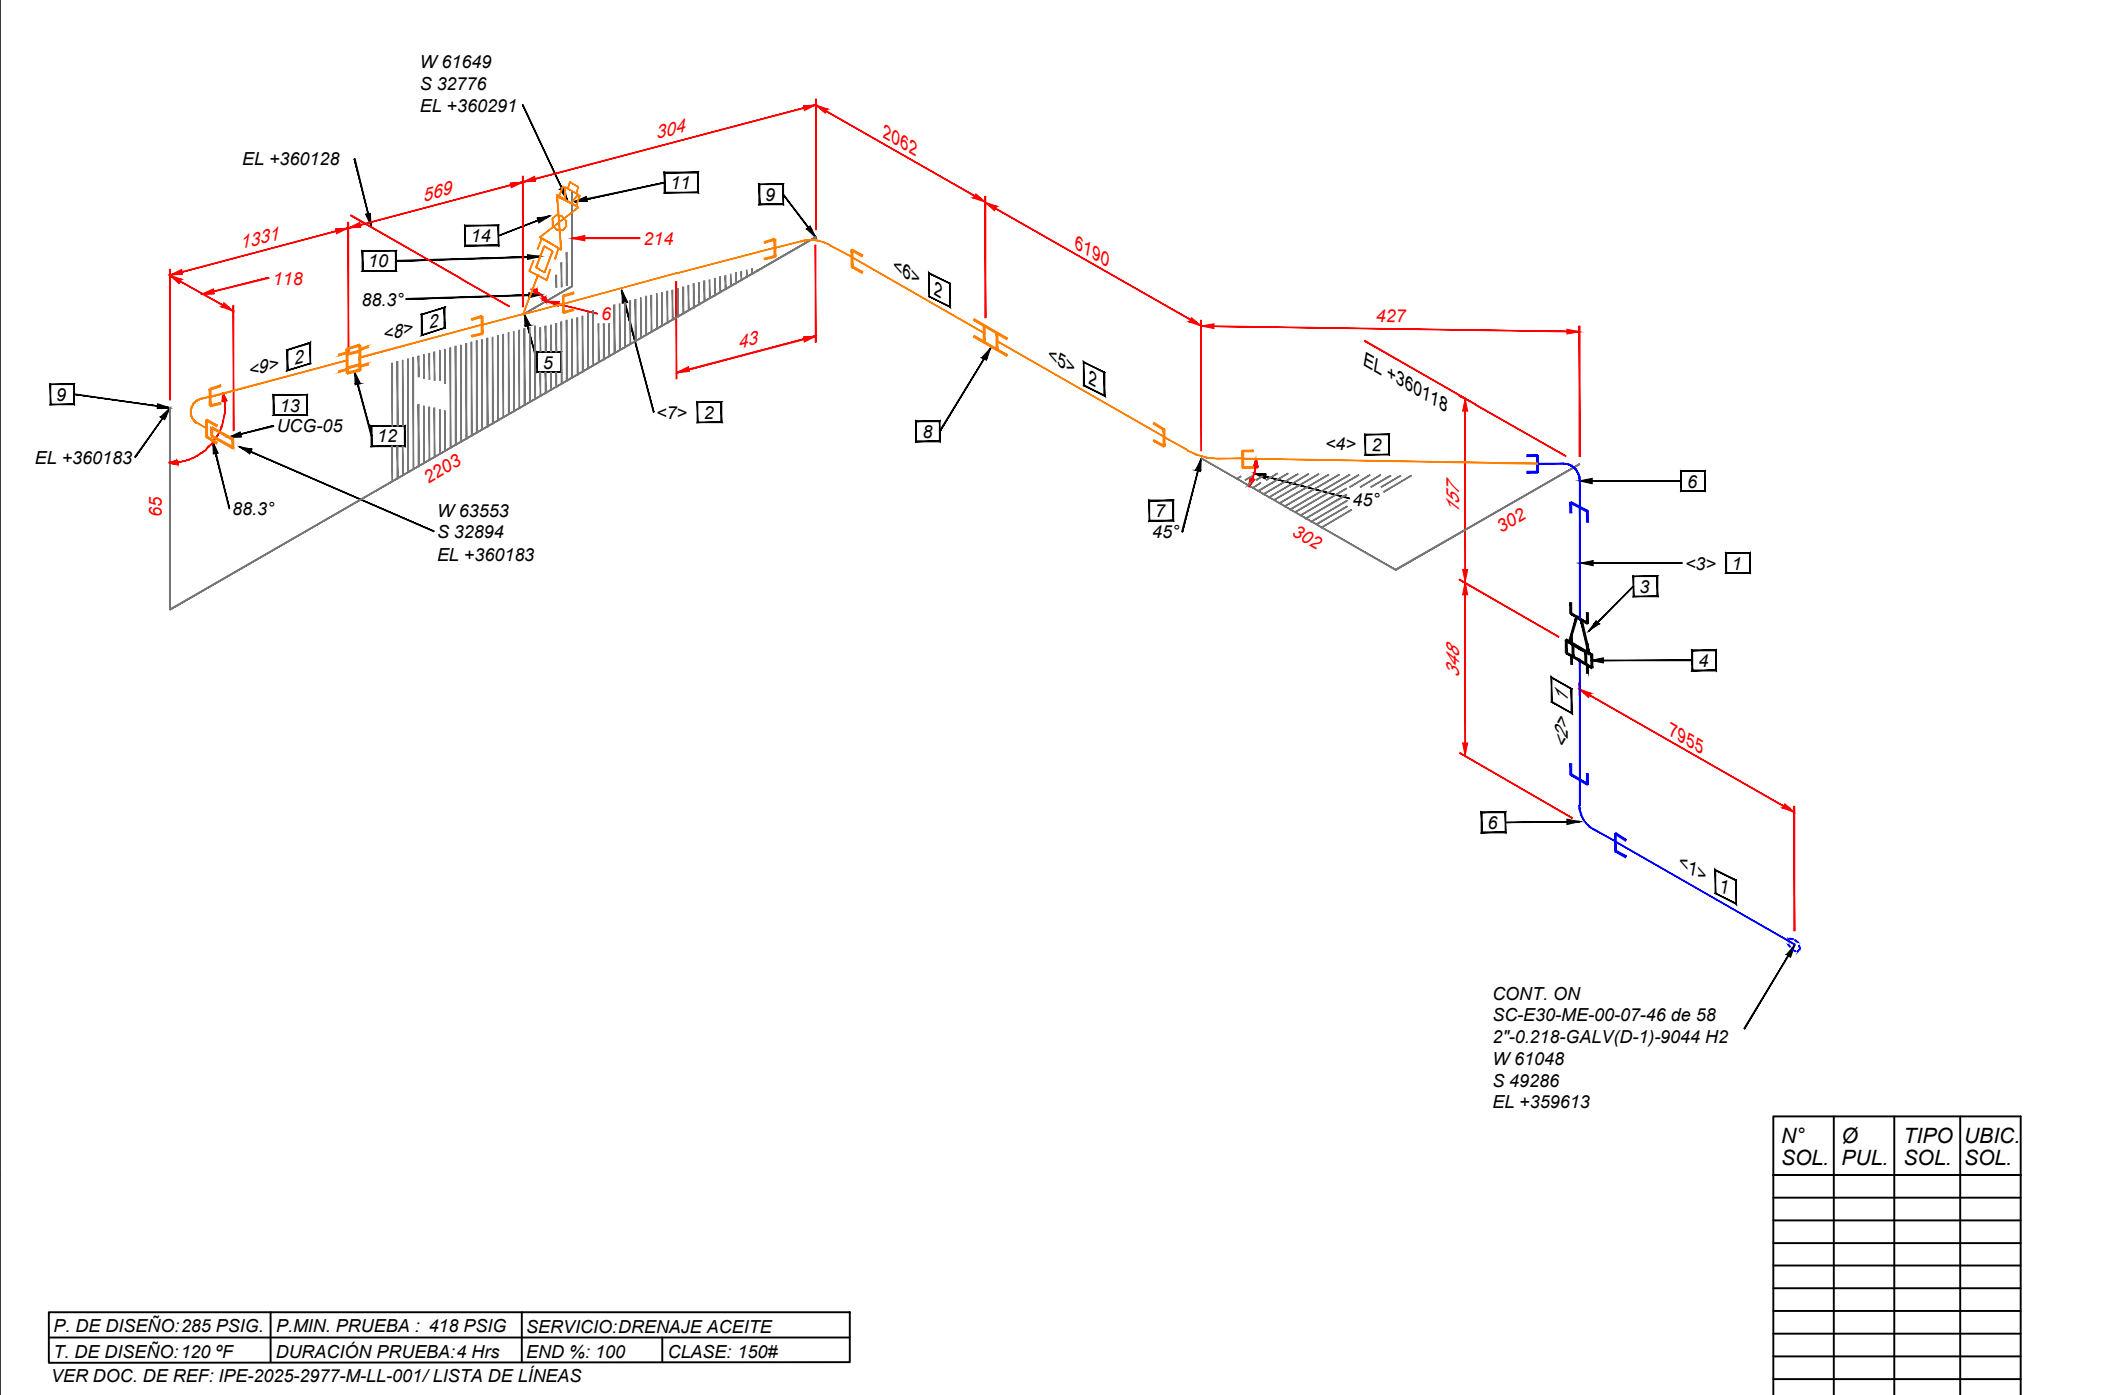 W 61649
S 32776
EL +360291
304
2062
EL +360128
569
11
9
14
214
6190
1331
10
118
88.3°
<6> 2
6
427
<8> 2
43
5
<9> 2
<5> 2
EL +360118
9
13
UCG-05
<7> 2
12
8
<4> 2
EL +360183
2203
65
88.3°
W 63553
S 32894
EL +360183
7
45°
45°
157
302
302
6
<3> 1
3
348
4
<2> 1
7955
6
<1> 1
CONT. ON
SC-E30-ME-00-07-46 de 58
2"-0.218-GALV(D-1)-9044 H2
W 61048
S 49286
EL +359613
N° SOL. Ø PUL. TIPO SOL. UBIC. SOL.
P. DE DISEÑO: 285 PSIG. P.MIN. PRUEBA : 418 PSIG SERVICIO:DRENAJE ACEITE
T. DE DISEÑO: 120 ºF DURACIÓN PRUEBA:4 Hrs END %: 100 CLASE: 150#
VER DOC. DE REF: IPE-2025-2977-M-LL-001/ LISTA DE LÍNEAS